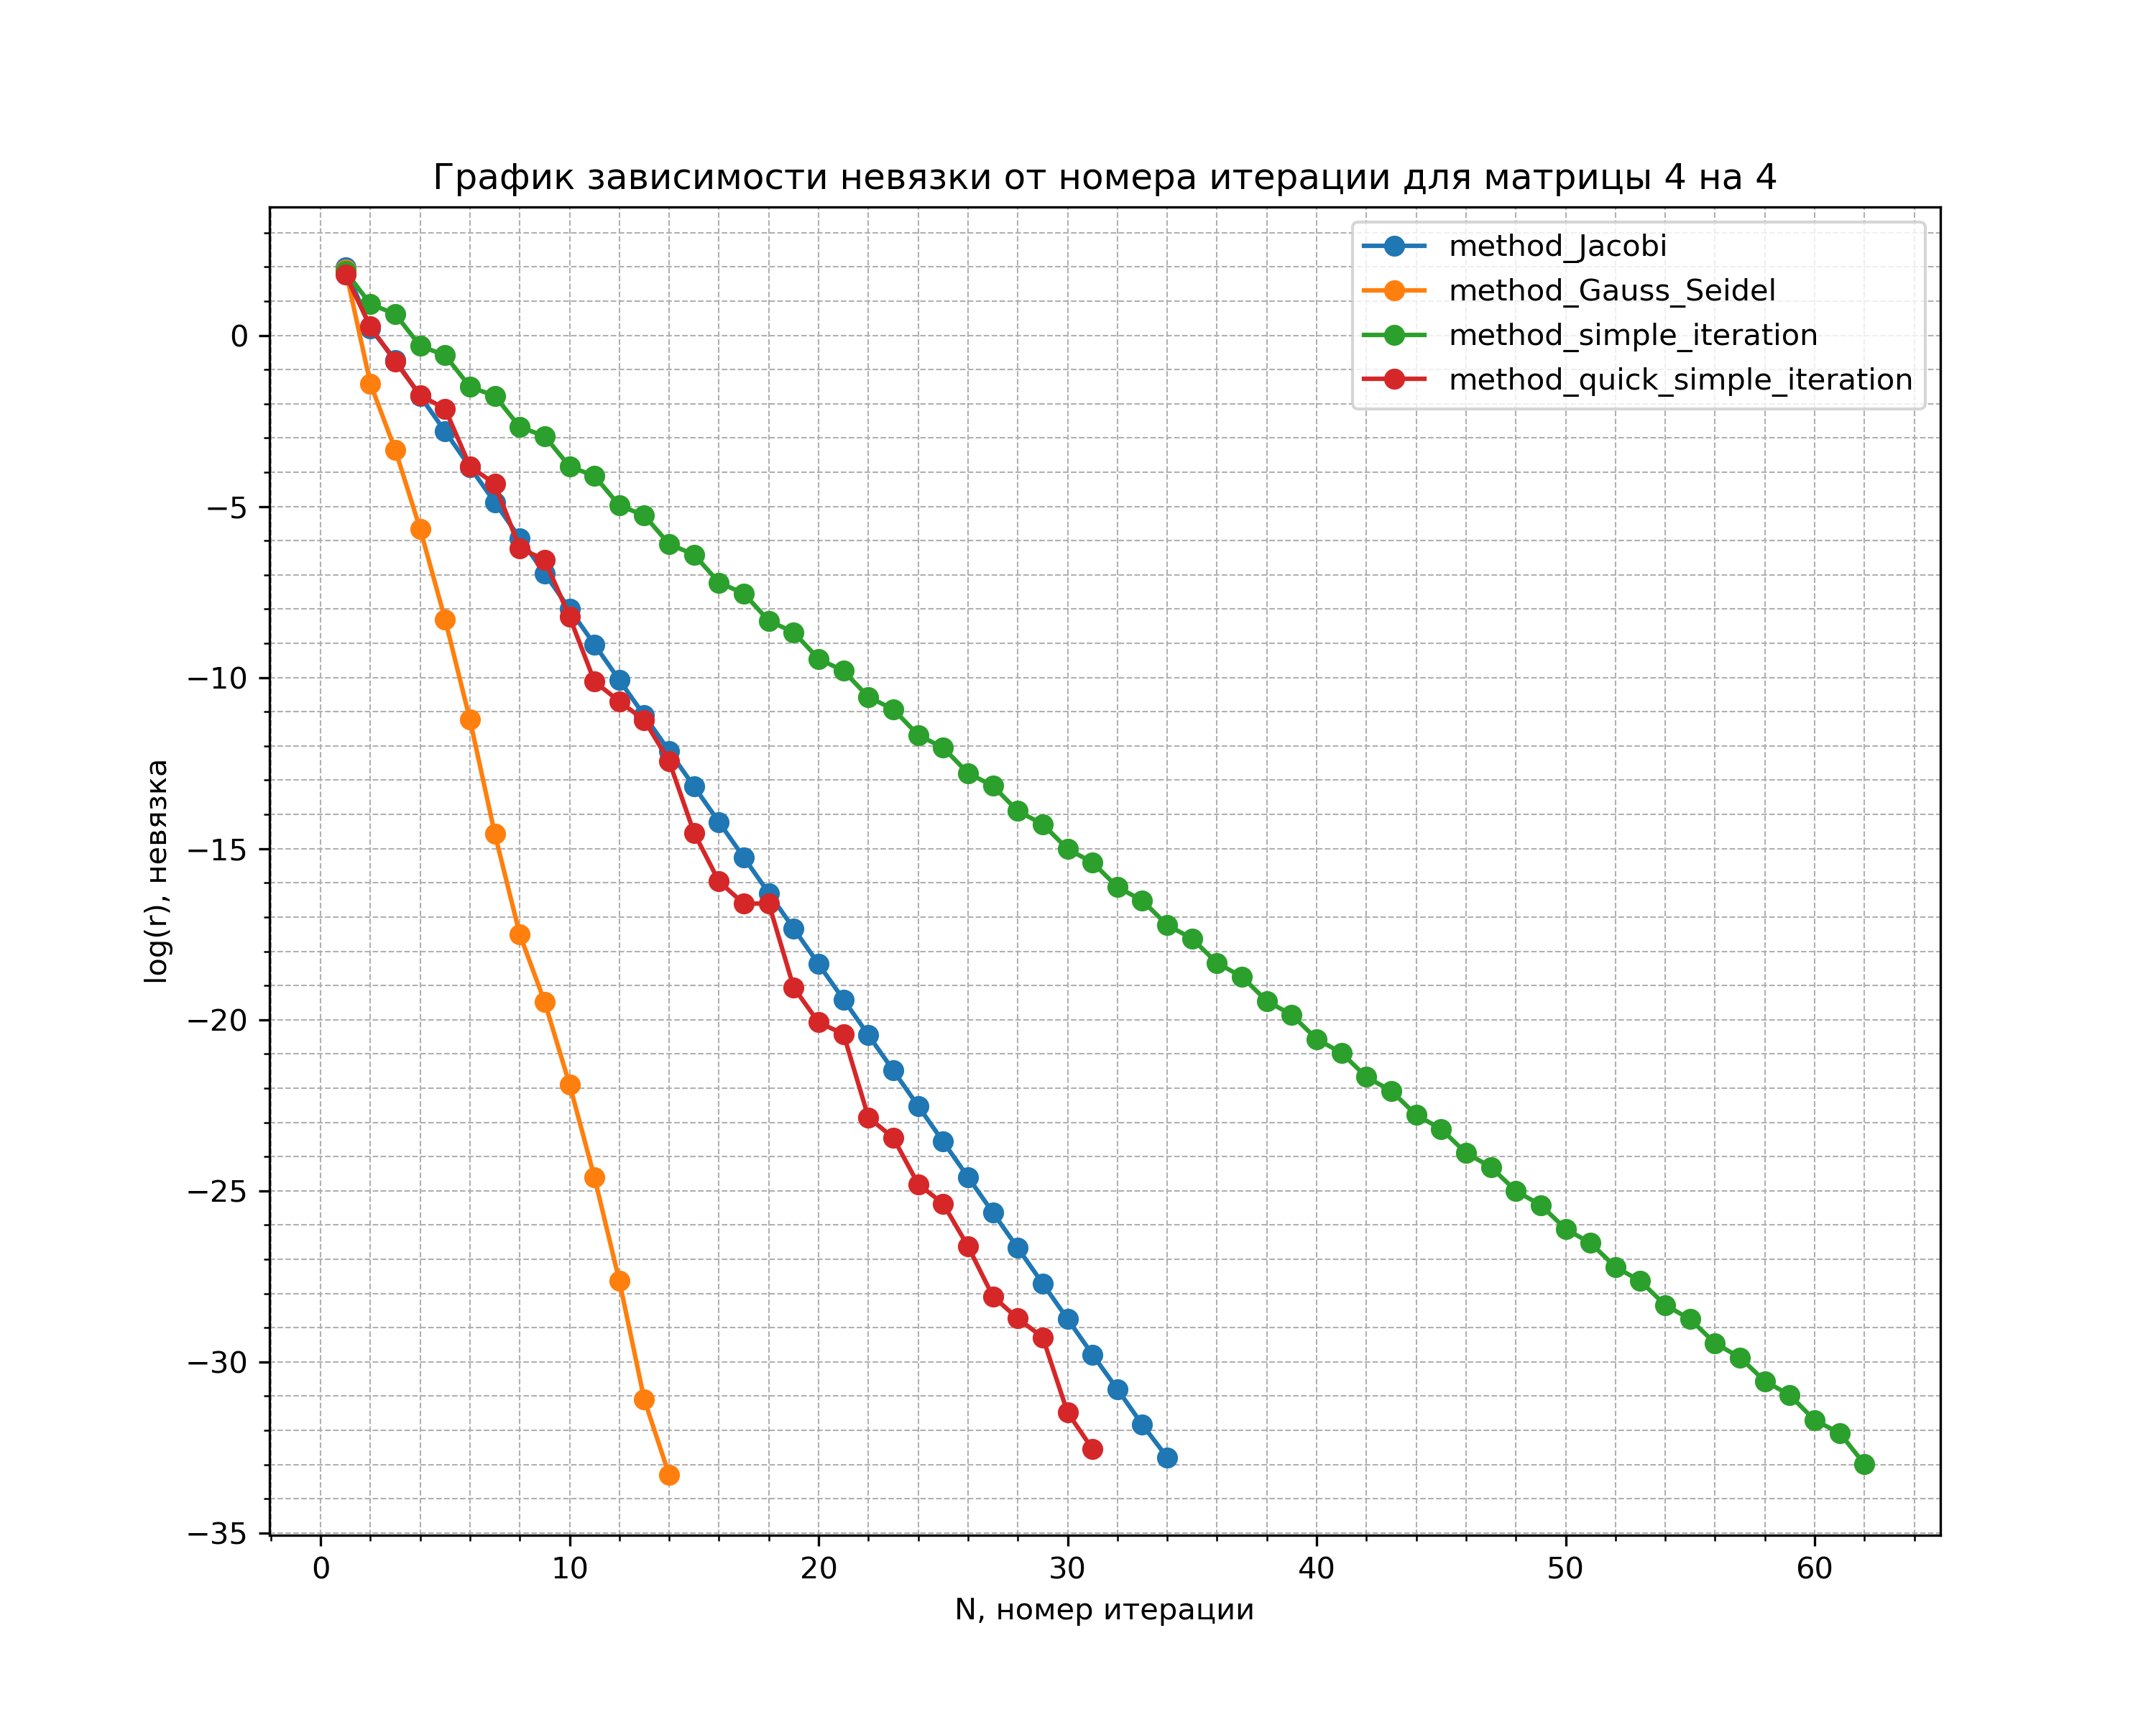 График зависимости невязки от номера итерации для матрицы 4 на 4
method_Jacobi
method_Gauss_Seidel
method_simple_iteration
method_quick_simple_iteration
log(r), невязка
0
−5
−10
−15
−20
−25
−30
−35
0 10 20 30 40 50 60
N, номер итерации